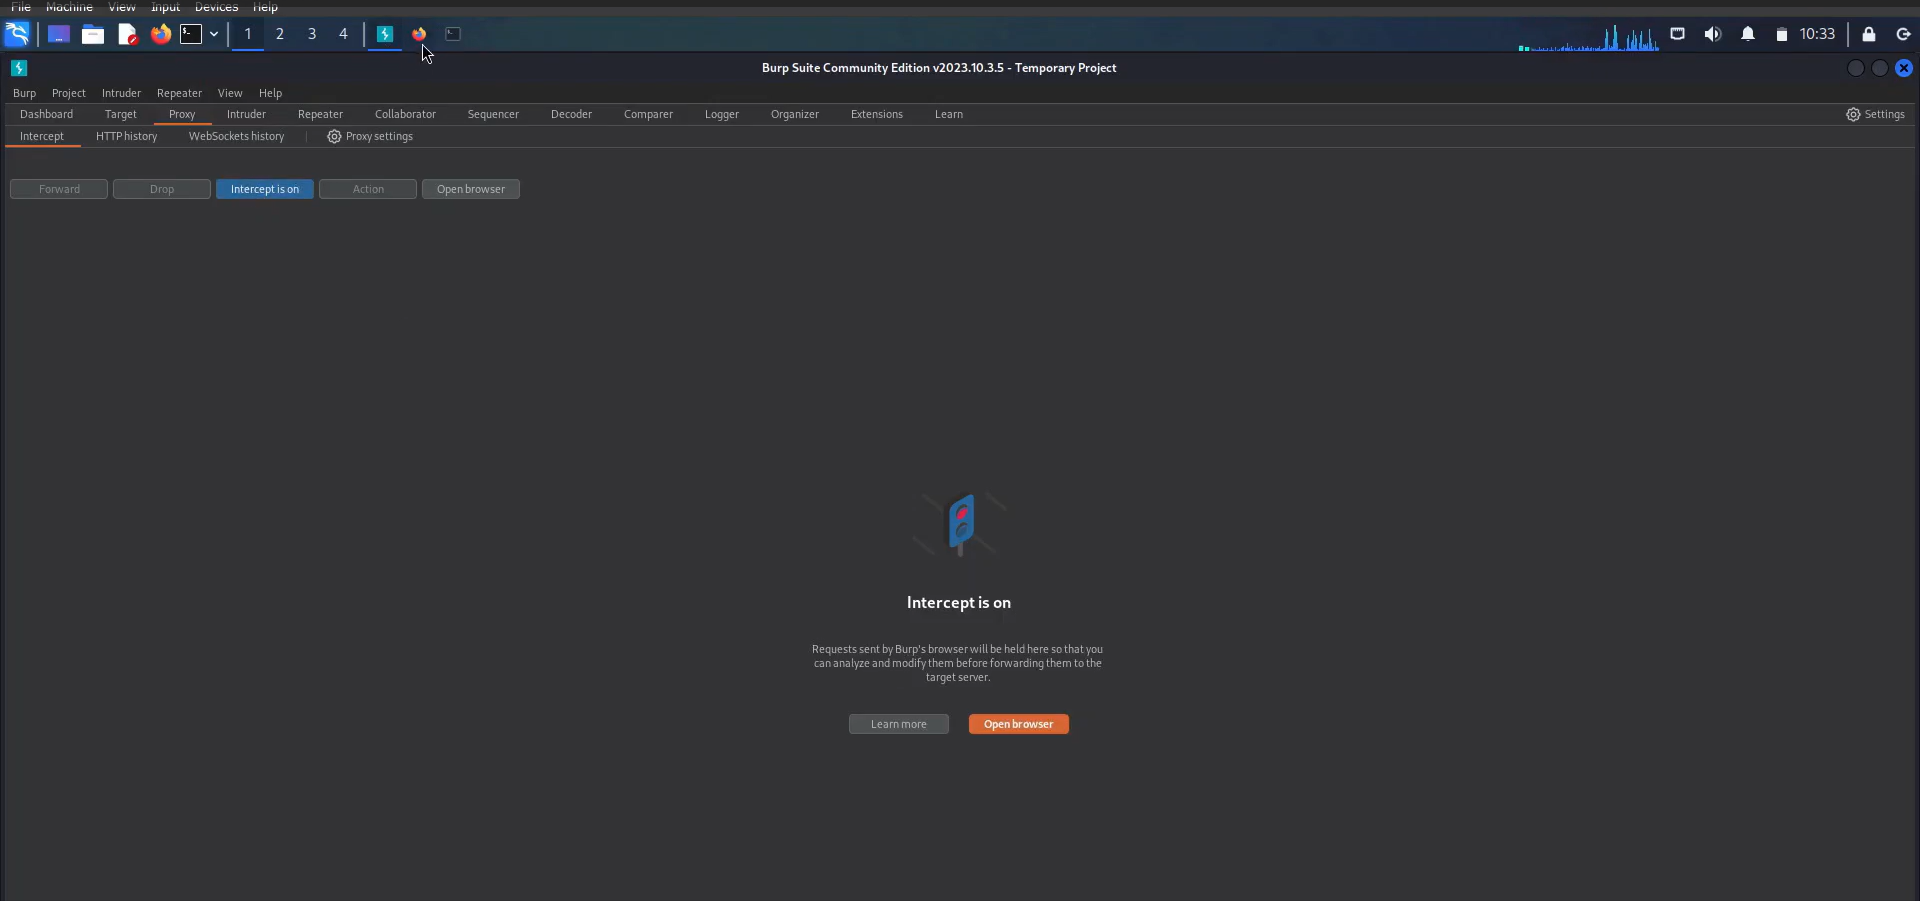 File Machine View Input Devices Help
1 2 3 4 10:33
Burp Suite Community Edition v2023.10.3.5 - Temporary Project
Burp Project Intruder Repeater View Help
Dashboard Target Proxy Intruder Repeater Collaborator Sequencer Decoder Comparer Logger Organizer Extensions Learn Settings
Intercept HTTP history WebSockets history Proxy settings
Forward Drop Intercept is on Action Open browser
Intercept is on
Requests sent by Burp's browser will be held here so that you
can analyze and modify them before forwarding them to the
target server.
Learn more Open browser